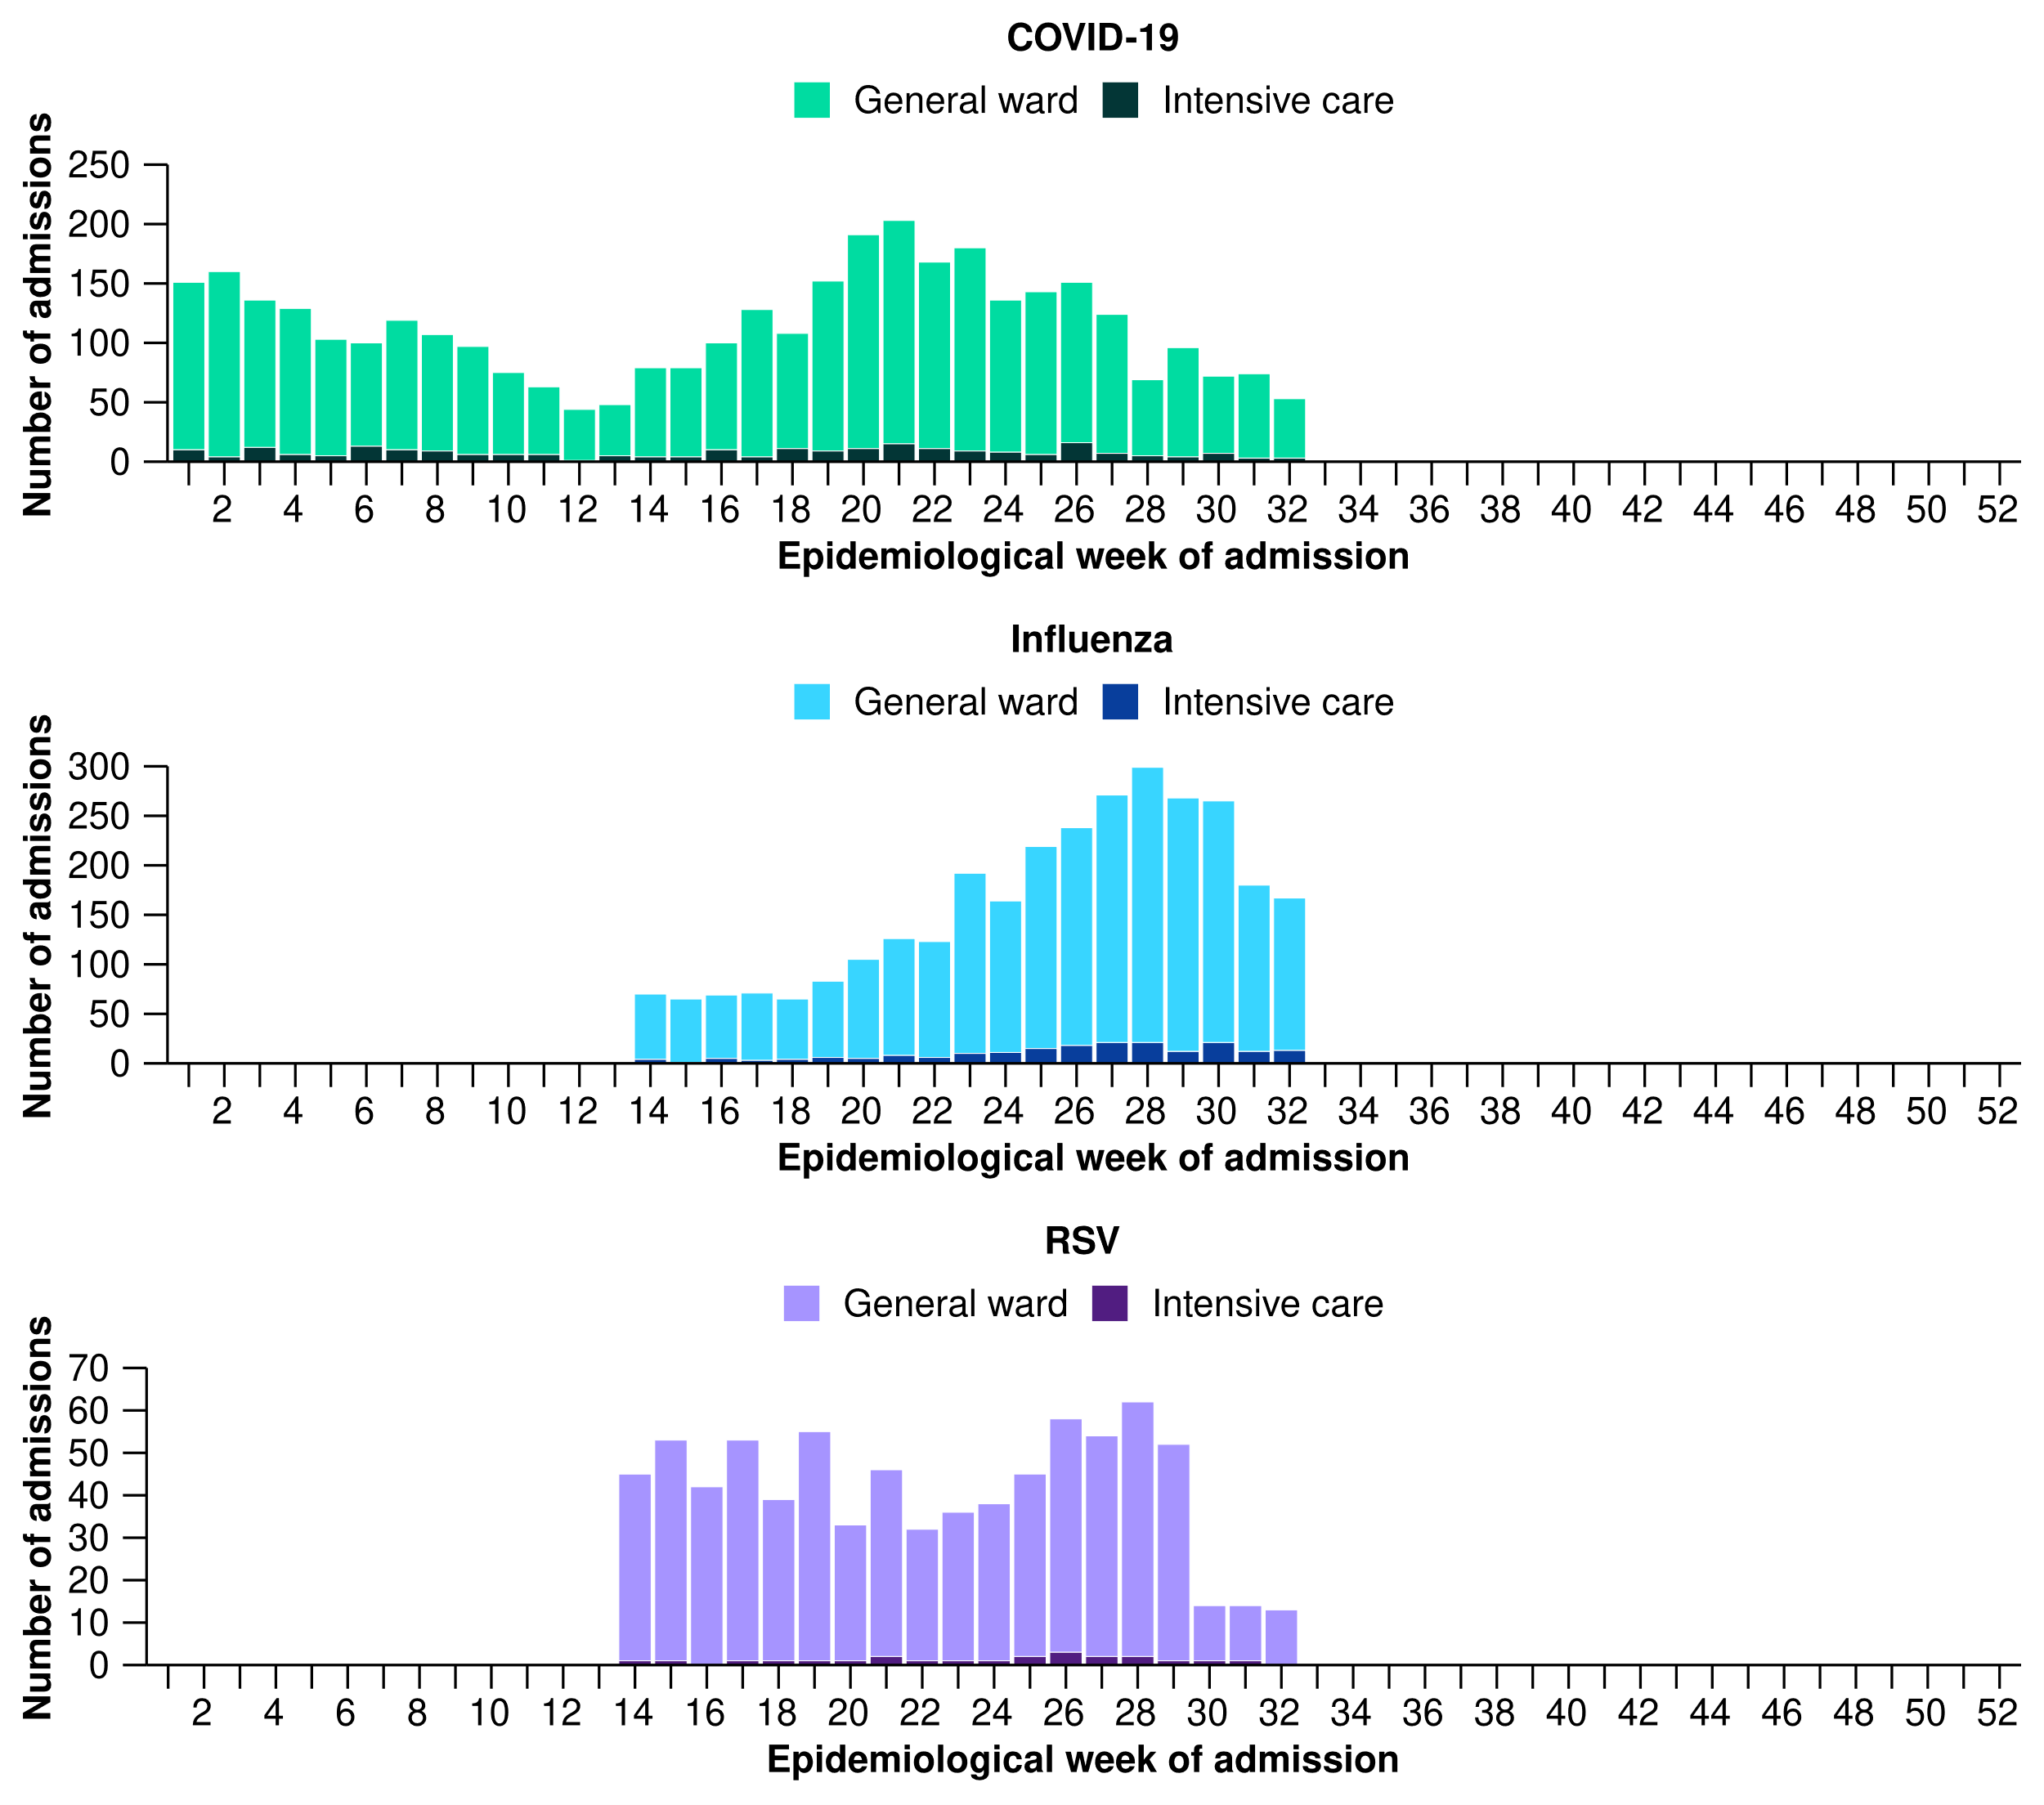 COVID-19
General ward Intensive care
Number of admissions
250
200
150
100
50
0
2 4 6 8 10 12 14 16 18 20 22 24 26 28 30 32 34 36 38 40 42 44 46 48 50 52
Epidemiological week of admission
Influenza
General ward Intensive care
Number of admissions
300
250
200
150
100
50
0
2 4 6 8 10 12 14 16 18 20 22 24 26 28 30 32 34 36 38 40 42 44 46 48 50 52
Epidemiological week of admission
RSV
General ward Intensive care
Number of admissions
70
60
50
40
30
20
10
0
2 4 6 8 10 12 14 16 18 20 22 24 26 28 30 32 34 36 38 40 42 44 46 48 50 52
Epidemiological week of admission